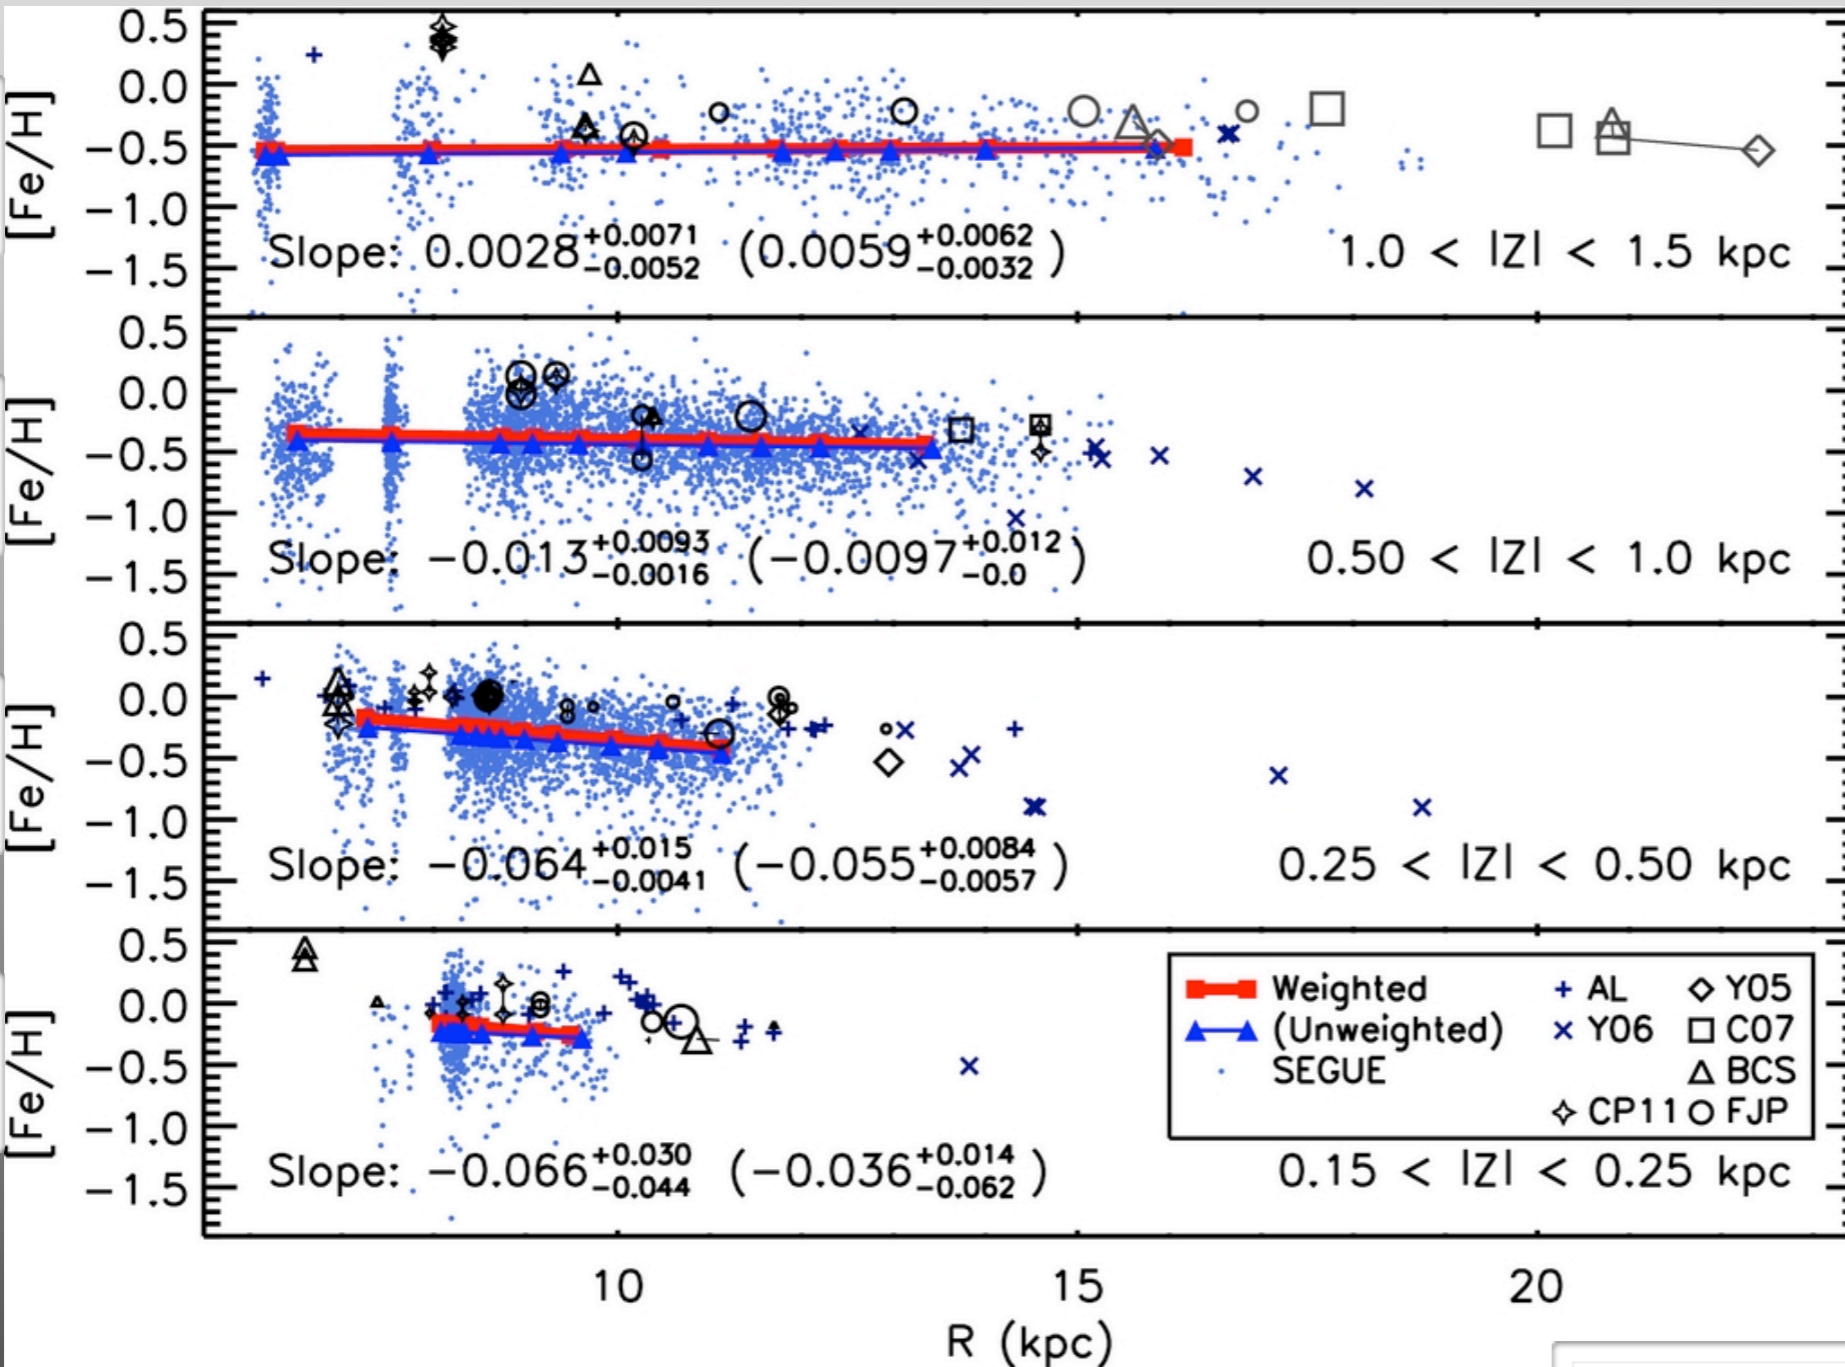 [Fe/H]
0.5
0.0
−0.5
−1.0
−1.5
Slope: 0.0028 +0.0071 −0.0052 (0.0059 +0.0062 −0.0032 )
1.0 < |Z| < 1.5 kpc
[Fe/H]
0.5
0.0
−0.5
−1.0
−1.5
Slope: −0.013 +0.0093 −0.0016 (−0.0097 +0.012 −0.0 )
0.50 < |Z| < 1.0 kpc
[Fe/H]
0.5
0.0
−0.5
−1.0
−1.5
Slope: −0.064 +0.015 −0.0041 (−0.055 +0.0084 −0.0057 )
0.25 < |Z| < 0.50 kpc
[Fe/H]
0.5
0.0
−0.5
−1.0
−1.5
Weighted AL Y05
(Unweighted) Y06 C07
SEGUE BCS
CP11 FJP
Slope: −0.066 +0.030 −0.044 (−0.036 +0.014 −0.062 )
0.15 < |Z| < 0.25 kpc
10 15 20
R (kpc)